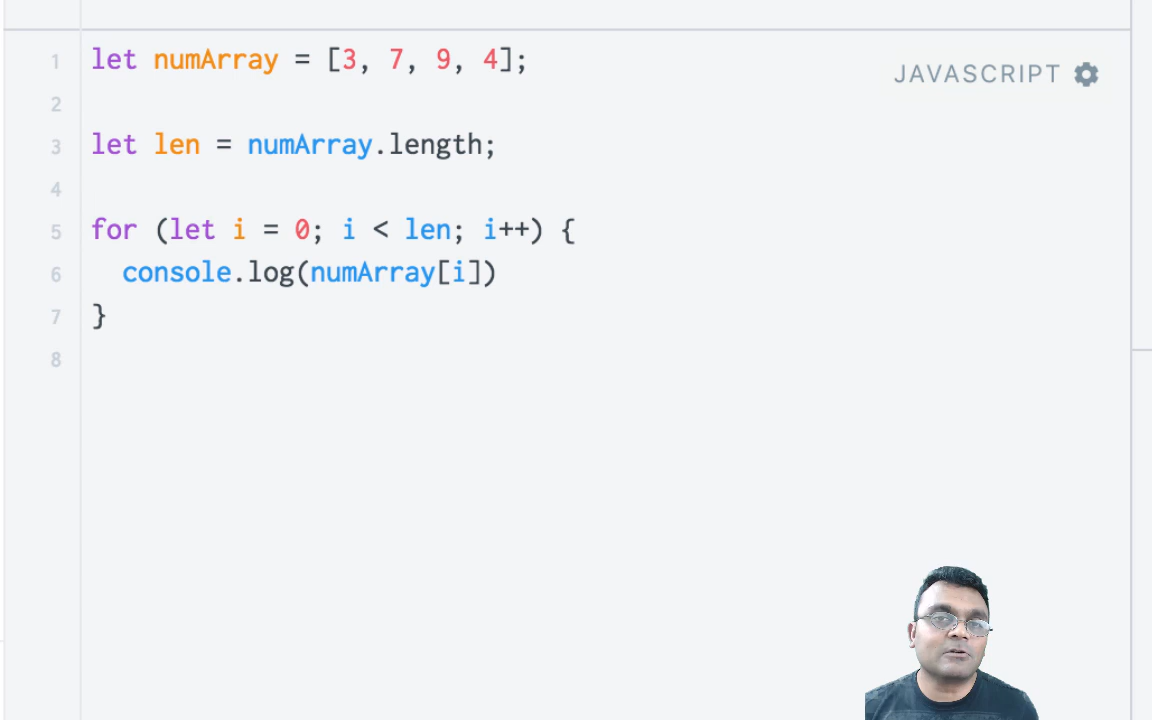 1 let numArray = [3, 7, 9, 4];
JAVASCRIPT
2
3 let len = numArray.length;
4
5 for (let i = 0; i < len; i++) {
6 console.log(numArray[i])
7 }
8